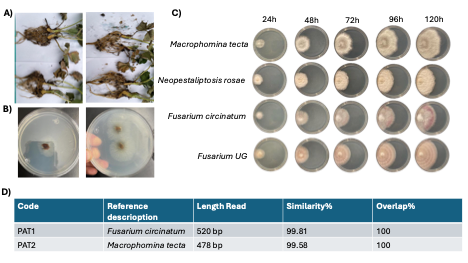 A)
C)
24h 48h 72h 96h 120h
Macrophomina tecta
Neopestaliptosis rosae
Fusarium circinatum
Fusarium UG
B)
D)
Code Reference descrioption Length Read Similarity% Overlap%
PAT1 Fusarium circinatum 520 bp 99.81 100
PAT2 Macrophomina tecta 478 bp 99.58 100